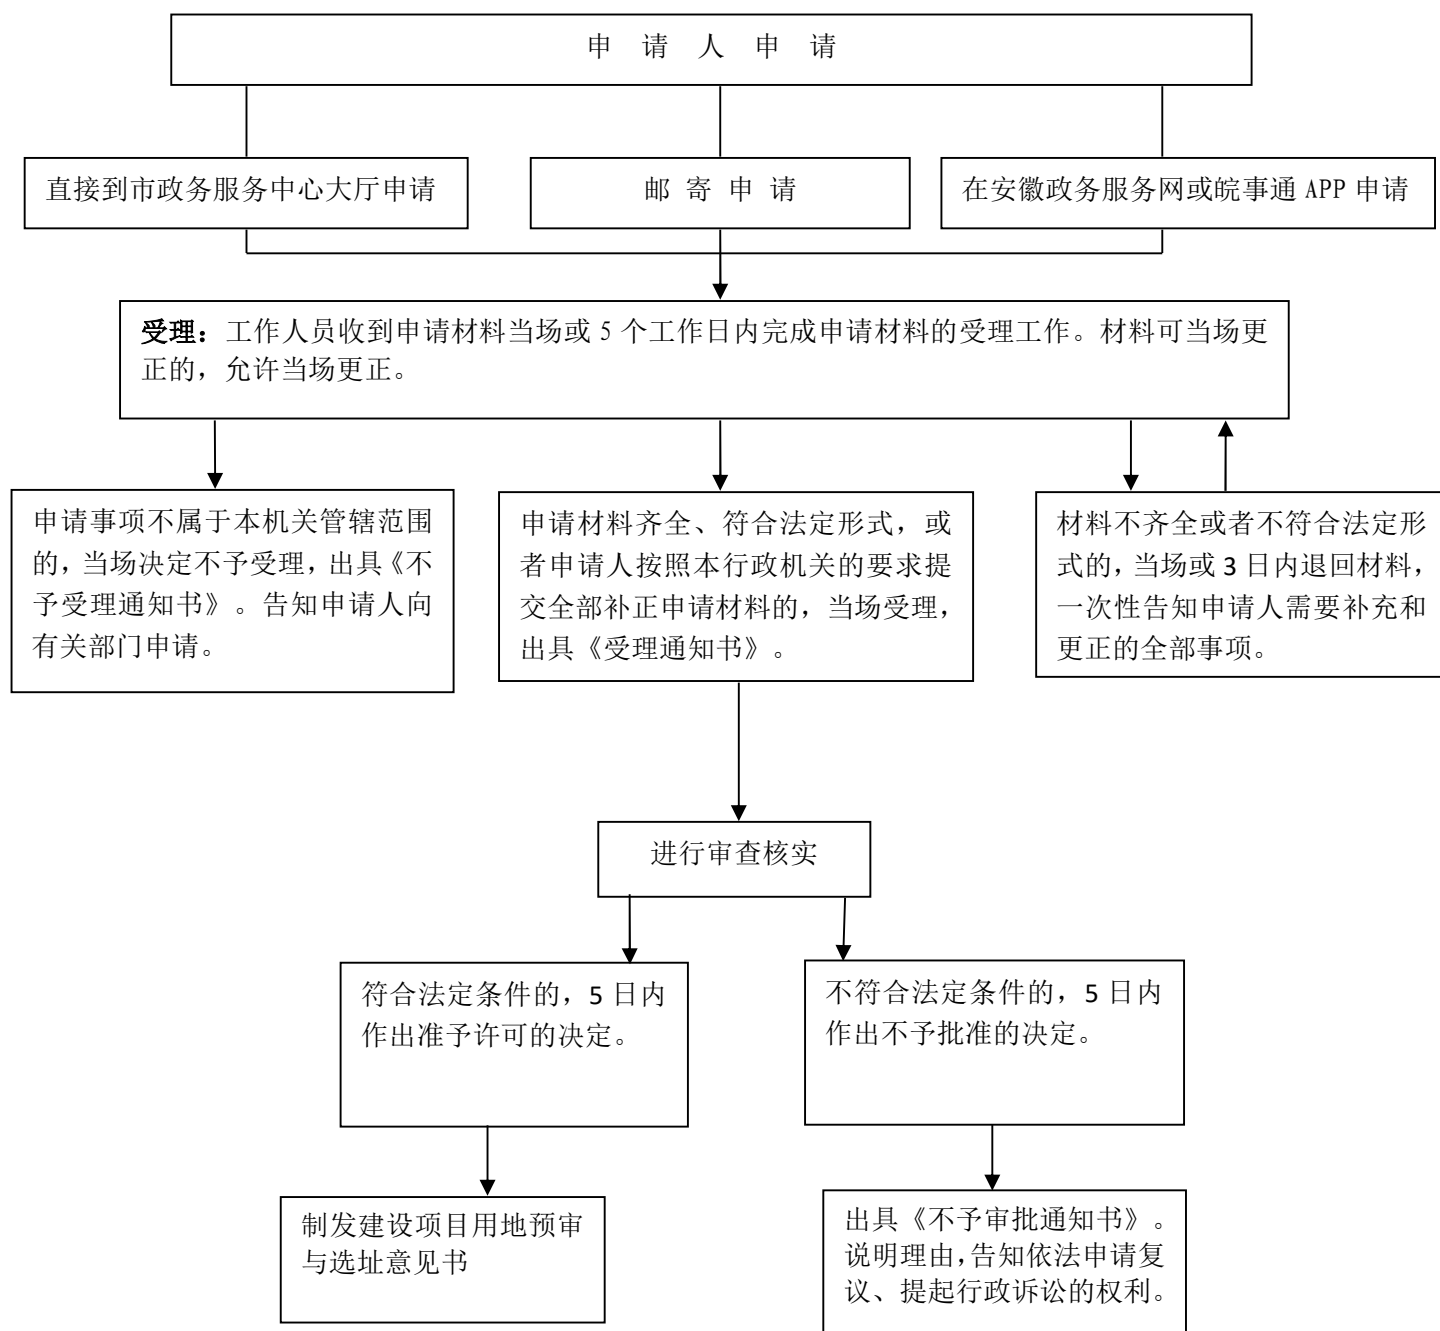 申 请 人 申 请
直接到市政务服务中心大厅申请
邮 寄 申 请
在安徽政务服务网或皖事通 APP 申请
受理：工作人员收到申请材料当场或 5 个工作日内完成申请材料的受理工作。材料可当场更
正的，允许当场更正。
申请事项不属于本机关管辖范围
的，当场决定不予受理，出具《不
予受理通知书》。告知申请人向
有关部门申请。
申请材料齐全、符合法定形式，或
者申请人按照本行政机关的要求提
交全部补正申请材料的，当场受理，
出具《受理通知书》。
材料不齐全或者不符合法定形
式的，当场或 3 日内退回材料，
一次性告知申请人需要补充和
更正的全部事项。
进行审查核实
符合法定条件的，5 日内
作出准予许可的决定。
不符合法定条件的，5 日内
作出不予批准的决定。
制发建设项目用地预审
与选址意见书
出具《不予审批通知书》。
说明理由，告知依法申请复
议、提起行政诉讼的权利。